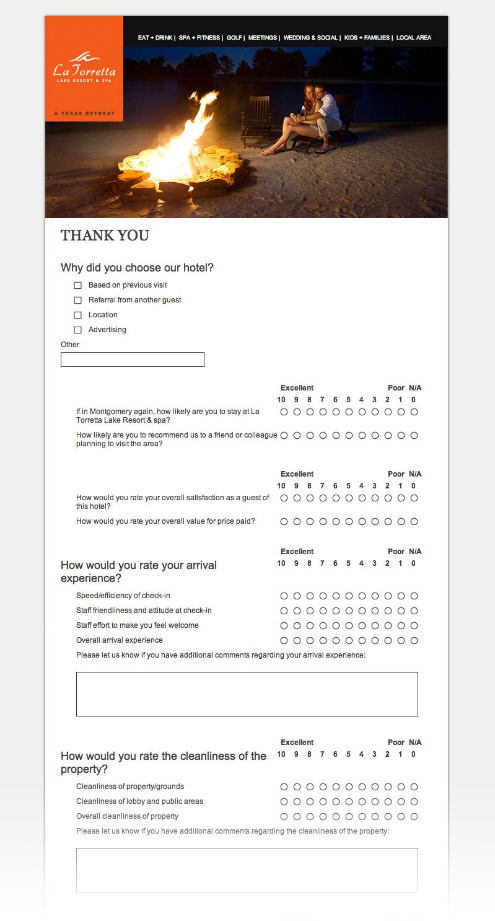 EAT + DRINK | SPA + FITNESS | GOLF | MEETINGS | WEDDING & SOCIAL | KIDS + FAMILIES | LOCAL AREA
La Torretta
LAKE RESORT & SPA
A TEXAS RETREAT
THANK YOU
Why did you choose our hotel?
Based on previous visit
Referral from another guest
Location
Advertising
Other
Excellent Poor N/A
10 9 8 7 6 5 4 3 2 1 0
If in Montgomery again, how likely are you to stay at La
Torretta Lake Resort & spa?
How likely are you to recommend us to a friend or colleague
planning to visit the area?
Excellent Poor N/A
10 9 8 7 6 5 4 3 2 1 0
How would you rate your overall satisfaction as a guest of
this hotel?
How would you rate your overall value for price paid?
Excellent Poor N/A
How would you rate your arrival 10 9 8 7 6 5 4 3 2 1 0
experience?
Speed/efficiency of check-in
Staff friendliness and attitude at check-in
Staff effort to make you feel welcome
Overall arrival experience
Please let us know if you have additional comments regarding your arrival experience:
Excellent Poor N/A
How would you rate the cleanliness of the 10 9 8 7 6 5 4 3 2 1 0
property?
Cleanliness of property/grounds
Cleanliness of lobby and public areas
Overall cleanliness of property
Please let us know if you have additional comments regarding the cleanliness of the property: